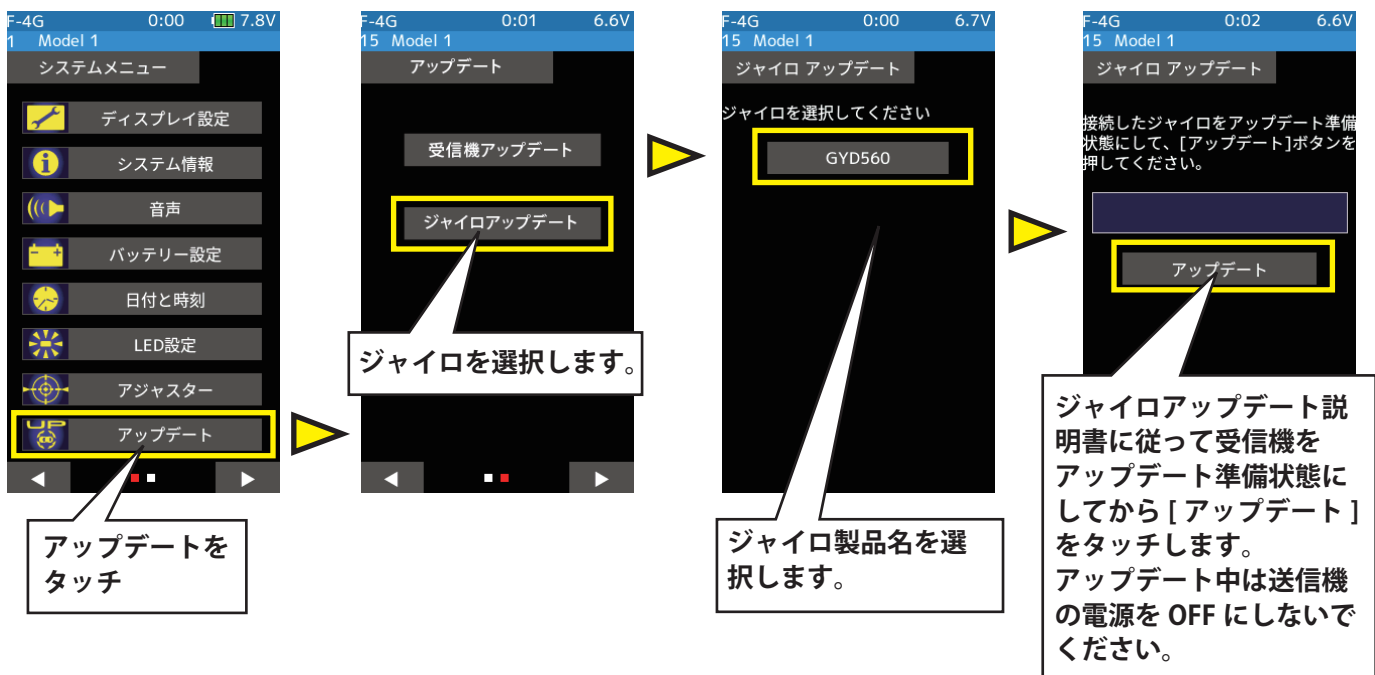 F-4G 0:00 7.8V
1 Model 1
システムメニュー
ディスプレイ設定
システム情報
音声
バッテリー設定
日付と時刻
LED設定
アジャスター
UP アップデート
アップデートを
タッチ
F-4G 0:01 6.6V
15 Model 1
アップデート
受信機アップデート
ジャイロアップデート
ジャイロを選択します。
F-4G 0:00 6.7V
15 Model 1
ジャイロ アップデート
ジャイロを選択してください
GYD560
ジャイロ製品名を選
択します。
F-4G 0:02 6.6V
15 Model 1
ジャイロ アップデート
接続したジャイロをアップデート準備
状態にして、[アップデート]ボタンを
押してください。
アップデート
ジャイロアップデート説
明書に従って受信機を
アップデート準備状態に
してから [ アップデート ]
をタッチします。
アップデート中は送信機
の電源を OFF にしないで
ください。